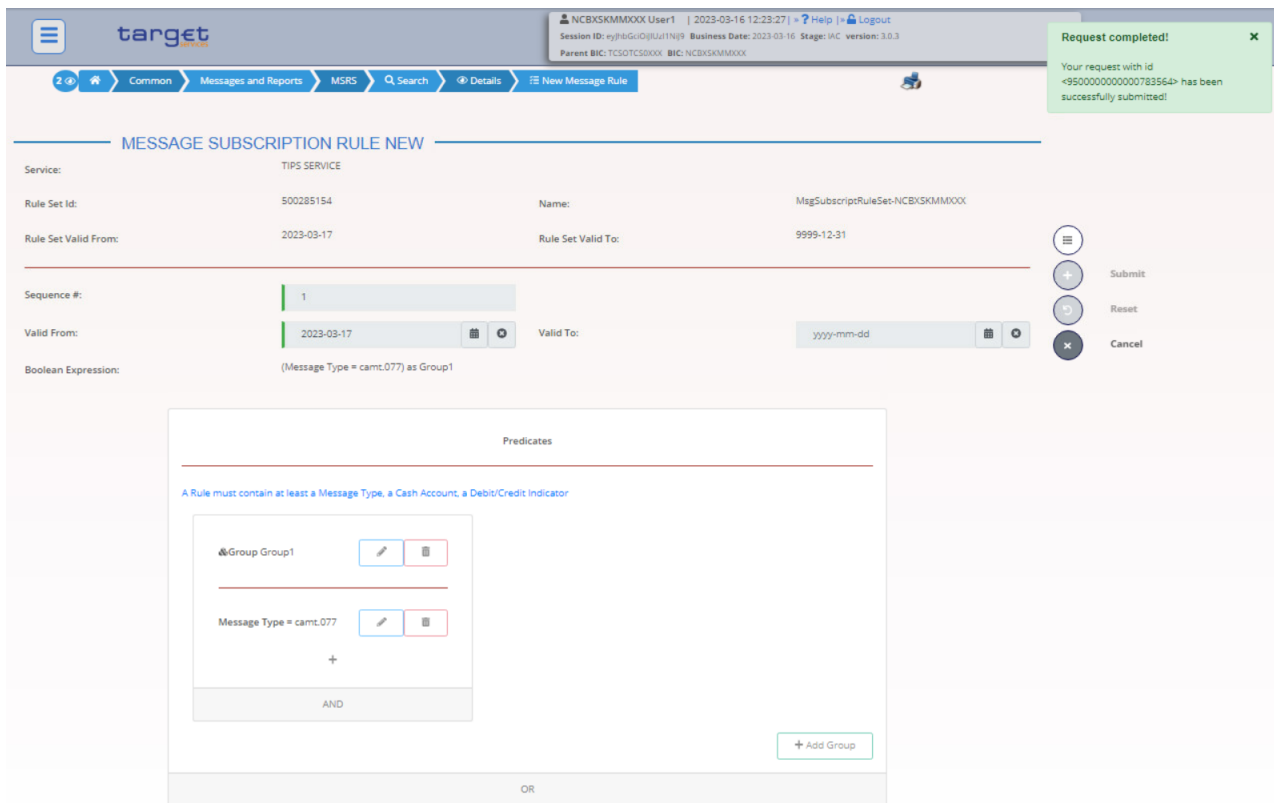 target
services
NCBXSKMMXXX User1 | 2023-03-16 12:23:27| » ? Help |» Logout
Session ID: eyJhbGciOiJIUzI1NiJ9 Business Date: 2023-03-16 Stage: IAC version: 3.0.3
Parent BIC: TCSOTCS0XXX BIC: NCBXSKMMXXX
Request completed! ×
Your request with id
<9500000000000783564> has been
successfully submitted!
2 Common Messages and Reports MSRS Search Details New Message Rule
MESSAGE SUBSCRIPTION RULE NEW
Service: TIPS SERVICE
Rule Set Id: 500285154 Name: MsgSubscriptRuleSet-NCBXSKMMXXX
Rule Set Valid From: 2023-03-17 Rule Set Valid To: 9999-12-31
Submit
Sequence #: 1
Reset
Valid From: 2023-03-17 Valid To: yyyy-mm-dd
Cancel
Boolean Expression: (Message Type = camt.077) as Group1
Predicates
A Rule must contain at least a Message Type, a Cash Account, a Debit/Credit Indicator
Group Group1
Message Type = camt.077
+
AND
+ Add Group
OR